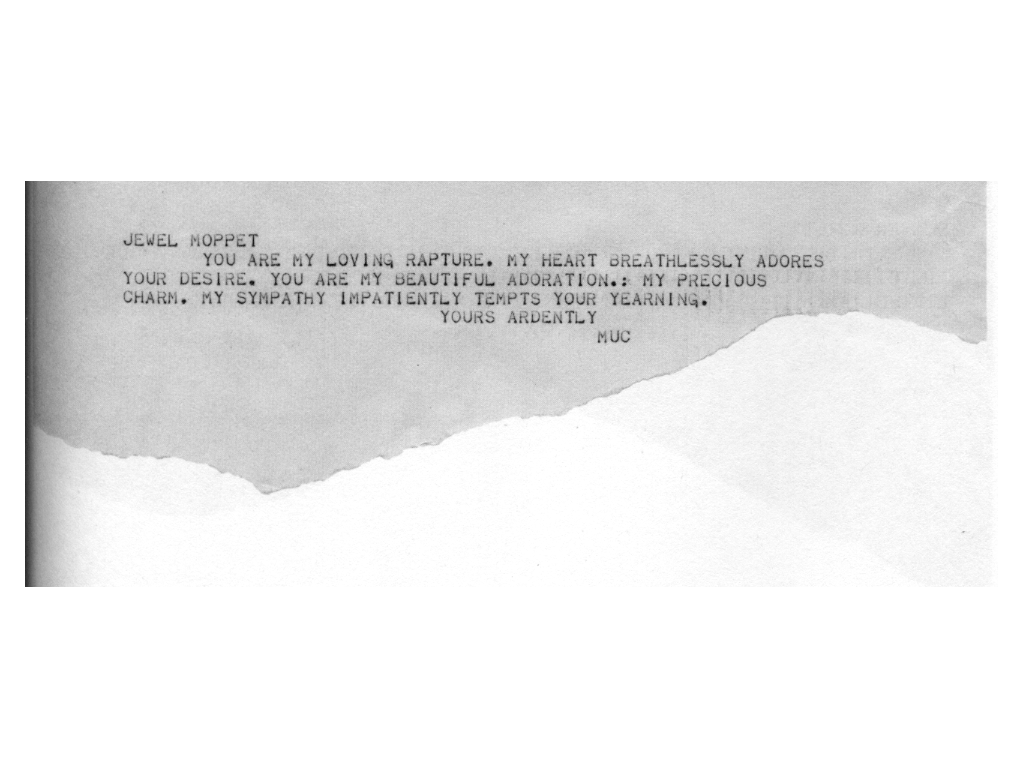 JEWEL MOPPET
YOU ARE MY LOVING RAPTURE. MY HEART BREATHLESSLY ADORES
YOUR DESIRE. YOU ARE MY BEAUTIFUL ADORATION.: MY PRECIOUS
CHARM. MY SYMPATHY IMPATIENTLY TEMPTS YOUR YEARNING.
YOURS ARDENTLY
MUC